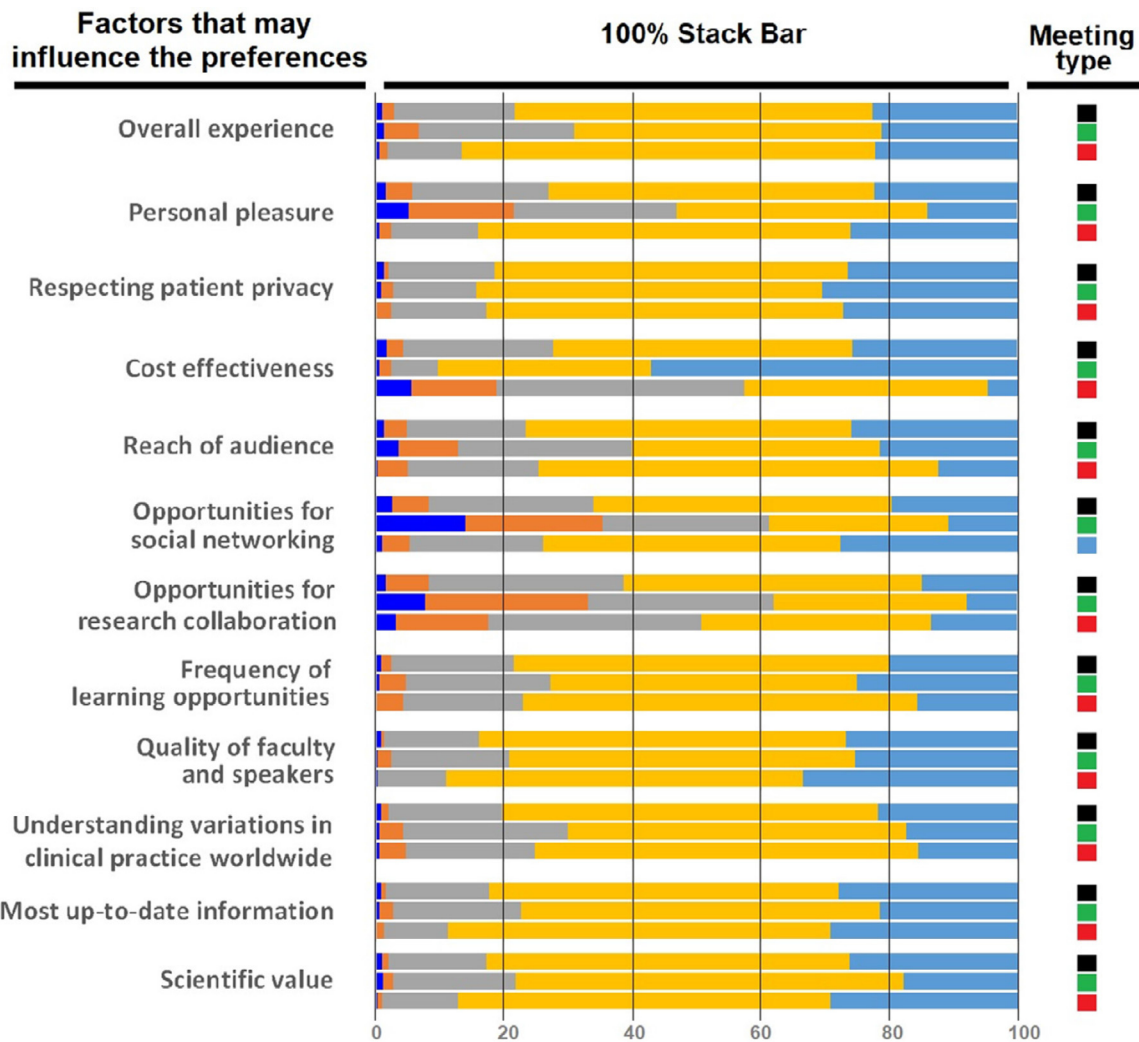 Factors that may
influence the preferences
100% Stack Bar
Meeting
type
Overall experience
Personal pleasure
Respecting patient privacy
Cost effectiveness
Reach of audience
Opportunities for
social networking
Opportunities for
research collaboration
Frequency of
learning opportunities
Quality of faculty
and speakers
Understanding variations in
clinical practice worldwide
Most up-to-date information
Scientific value
0 20 40 60 80 100